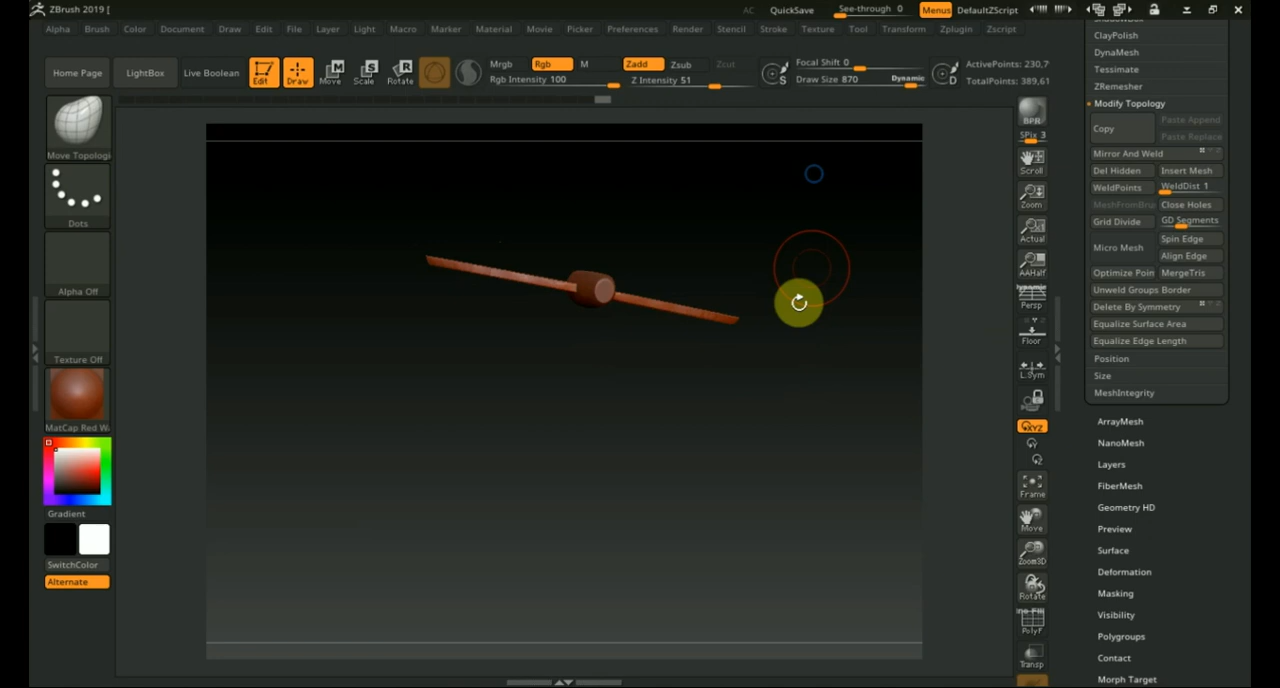 ZBrush 2019 [
AC QuickSave See-through 0 Menus DefaultZScript
Alpha Brush Color Document Draw Edit File Layer Light Macro Marker Material Movie Picker Preferences Render Stencil Stroke Texture Tool Transform Zplugin Zscript
Home Page LightBox Live Boolean Edit Draw Move Scale Rotate
Mrgb Rgb M Zadd Zsub Zcut
Rgb Intensity 100 Z Intensity 51
Focal Shift 0
Draw Size 870 Dynamic
ActivePoints: 230,7
TotalPoints: 389,61
Move Topologi
Dots
Alpha Off
Texture Off
MatCap Red W
Gradient
SwitchColor
Alternate
BPR
SPix 3
Scroll
Zoom
Actual
AAHalf
Dynamic
Persp
Floor
L.Sym
XYZ
Frame
Move
Zoom3D
Rotate
PolyF
Transp
ShadowBox
ClayPolish
DynaMesh
Tessimate
ZRemesher
Modify Topology
Copy Paste Append
Paste Replace
Mirror And Weld
Del Hidden Insert Mesh
WeldPoints WeldDist 1
MeshFromBru Close Holes
Grid Divide GD Segments
Micro Mesh Spin Edge
Align Edge
Optimize Poin MergeTris
Unweld Groups Border
Delete By Symmetry
Equalize Surface Area
Equalize Edge Length
Position
Size
MeshIntegrity
ArrayMesh
NanoMesh
Layers
FiberMesh
Geometry HD
Preview
Surface
Deformation
Masking
Visibility
Polygroups
Contact
Morph Target